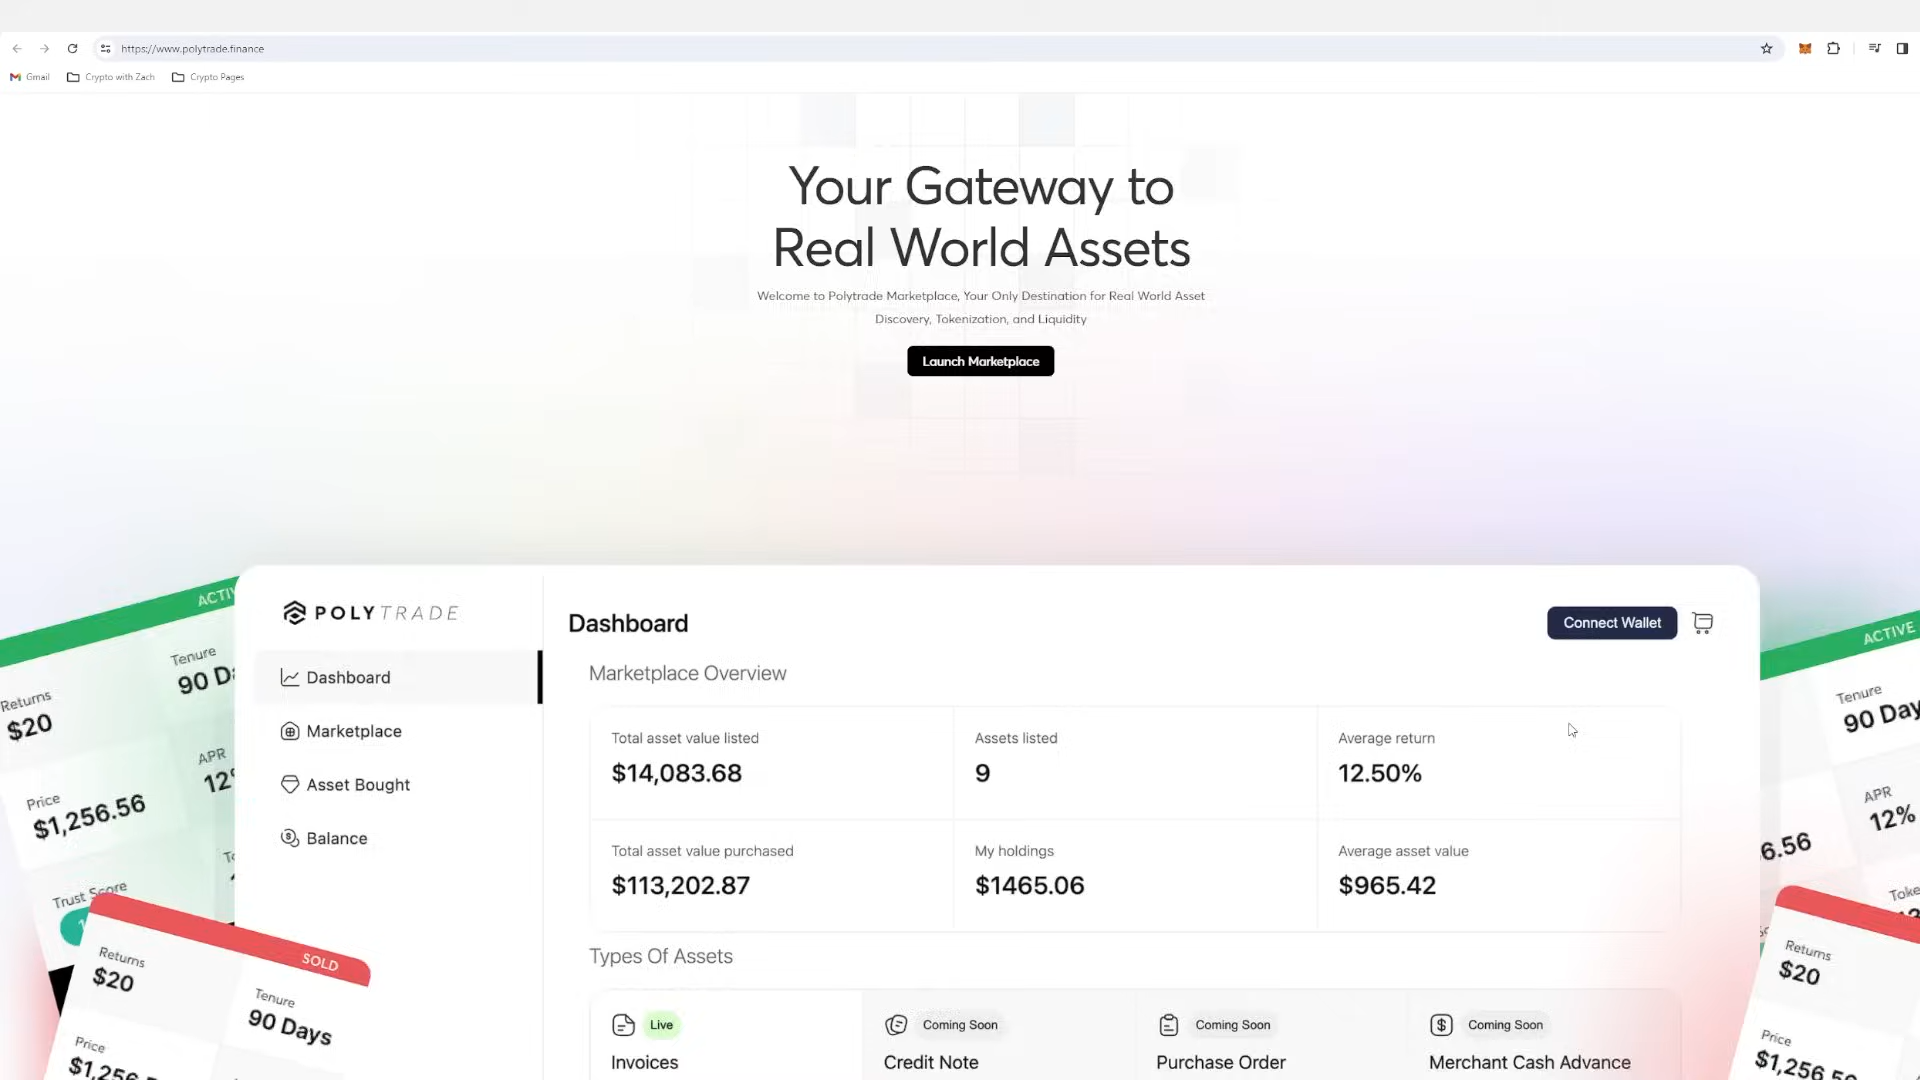 https://www.polytrade.finance
Gmail
Crypto with Zach
Crypto Pages
Your Gateway to
Real World Assets
Welcome to Polytrade Marketplace, Your Only Destination for Real World Asset
Discovery, Tokenization, and Liquidity
Launch Marketplace
POLYTRADE
Dashboard
Marketplace
Asset Bought
Balance
Dashboard
Connect Wallet
Marketplace Overview
Total asset value listed
$14,083.68
Assets listed
9
Average return
12.50%
Total asset value purchased
$113,202.87
My holdings
$1465.06
Average asset value
$965.42
Types Of Assets
Live
Invoices
Coming Soon
Credit Note
Coming Soon
Purchase Order
Coming Soon
Merchant Cash Advance
Returns
$20
Tenure
90
Price
$1,256.56
APR
Trust Score
SOLD
Returns
$20
Tenure
90 Days
Price
ACTIVE
Tenure
90 Days
APR
12%
6.56
Returns
$20
Price